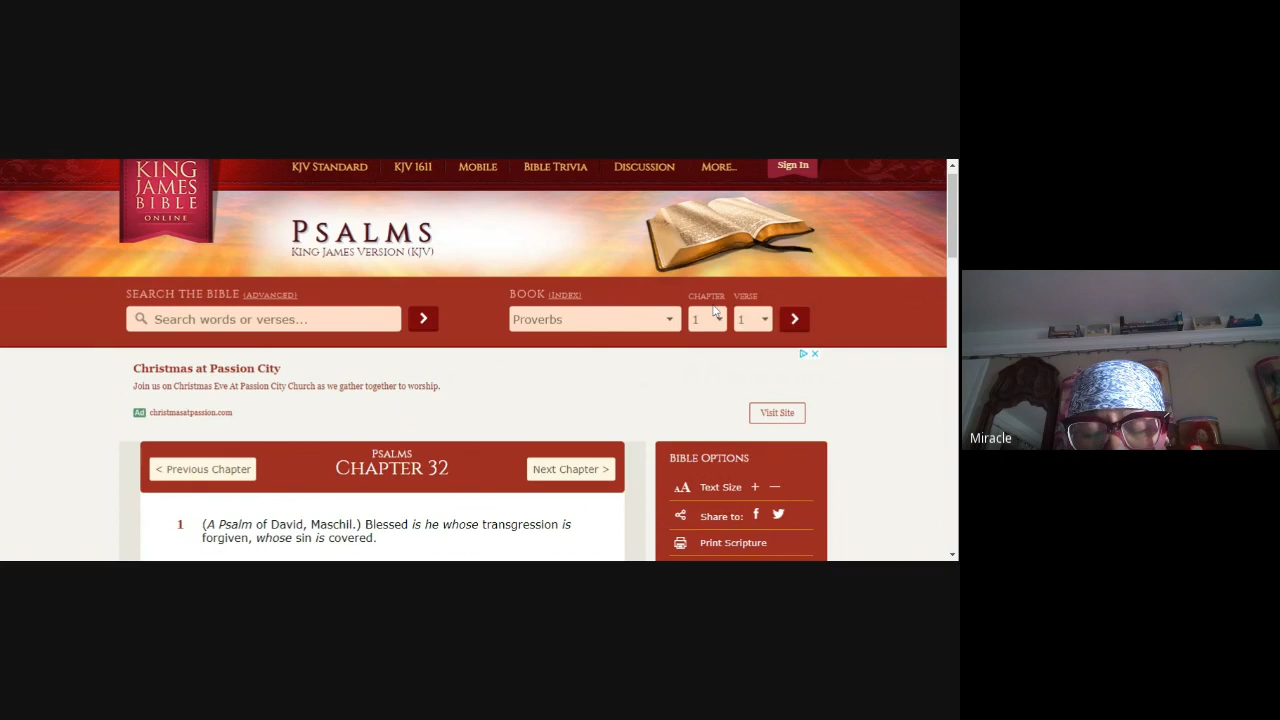 KING
JAMES
BIBLE
ONLINE
KJV STANDARD KJV 1611 MOBILE BIBLE TRIVIA DISCUSSION MORE... Sign In
PSALMS
KING JAMES VERSION (KJV)
SEARCH THE BIBLE (ADVANCED) BOOK (INDEX) CHAPTER VERSE
Search words or verses... > Proverbs 1 1 >
Christmas at Passion City
Join us on Christmas Eve At Passion City Church as we gather together to worship.
Ad christmasatpassion.com Visit Site
PSALMS
< Previous Chapter CHAPTER 32 Next Chapter >
BIBLE OPTIONS
AA Text Size + —
Share to: f
Print Scripture
1 (A Psalm of David, Maschil.) Blessed is he whose transgression is
forgiven, whose sin is covered.
Miracle